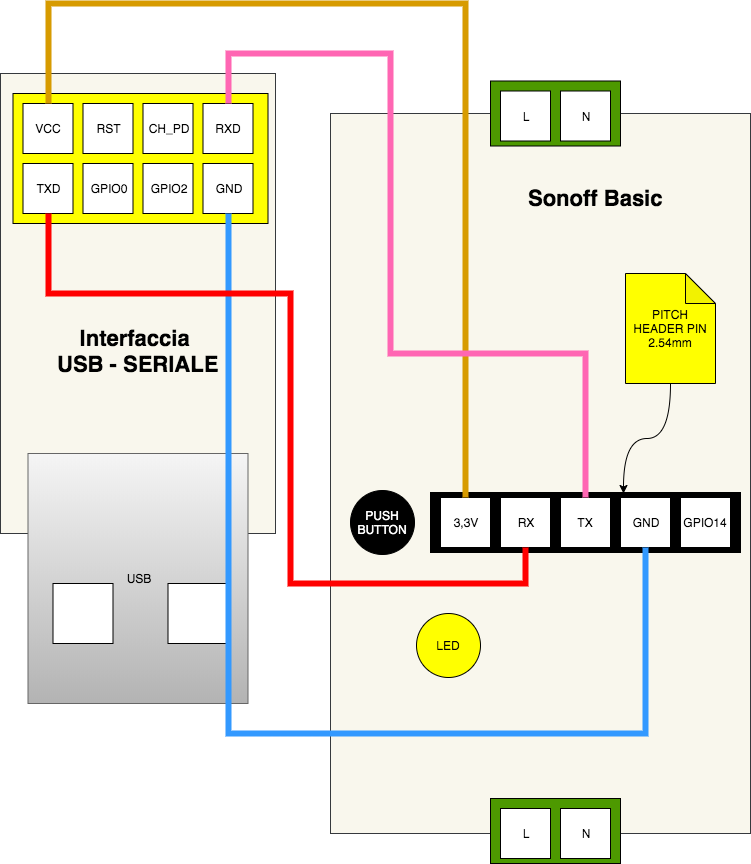 VCC
RST
CH_PD
RXD
TXD
GPIO0
GPIO2
GND
Interfaccia
USB - SERIALE
USB
L
N
Sonoff Basic
PITCH
HEADER PIN
2.54mm
PUSH
BUTTON
3,3V
RX
TX
GND
GPIO14
LED
L
N